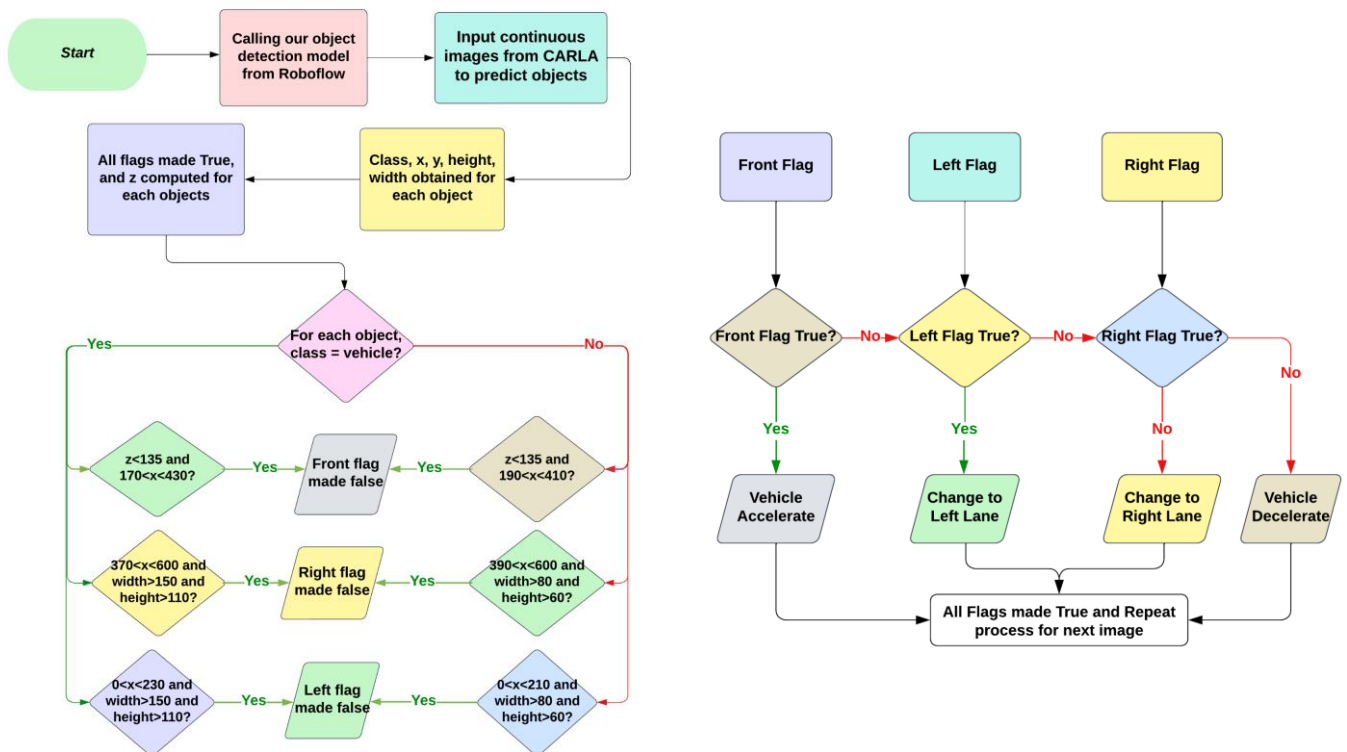 Start
Calling our object
detection model
from Roboflow
Input continuous
images from CARLA
to predict objects
All flags made True,
and z computed for
each objects
Class, x, y, height,
width obtained for
each object
For each object,
class = vehicle?
Yes
No
z<135 and
170<x<430?
Yes
Front flag
made false
Yes
z<135 and
190<x<410?
370<x<600 and
width>150 and
height>110?
Yes
Right flag
made false
Yes
390<x<600 and
width>80 and
height>60?
0<x<230 and
width>150 and
height>110?
Yes
Left flag
made false
Yes
0<x<210 and
width>80 and
height>60?
Front Flag
Left Flag
Right Flag
Front Flag True?
No
Left Flag True?
No
Right Flag True?
No
Yes
Yes
No
Vehicle
Accelerate
Change to
Left Lane
Change to
Right Lane
Vehicle
Decelerate
All Flags made True and Repeat
process for next image